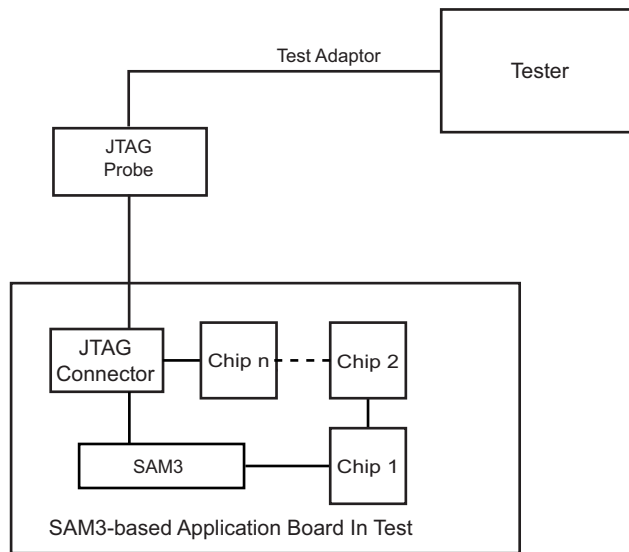 Test Adaptor
Tester
JTAG
Probe
JTAG
Connector
Chip n
Chip 2
SAM3
Chip 1
SAM3-based Application Board In Test